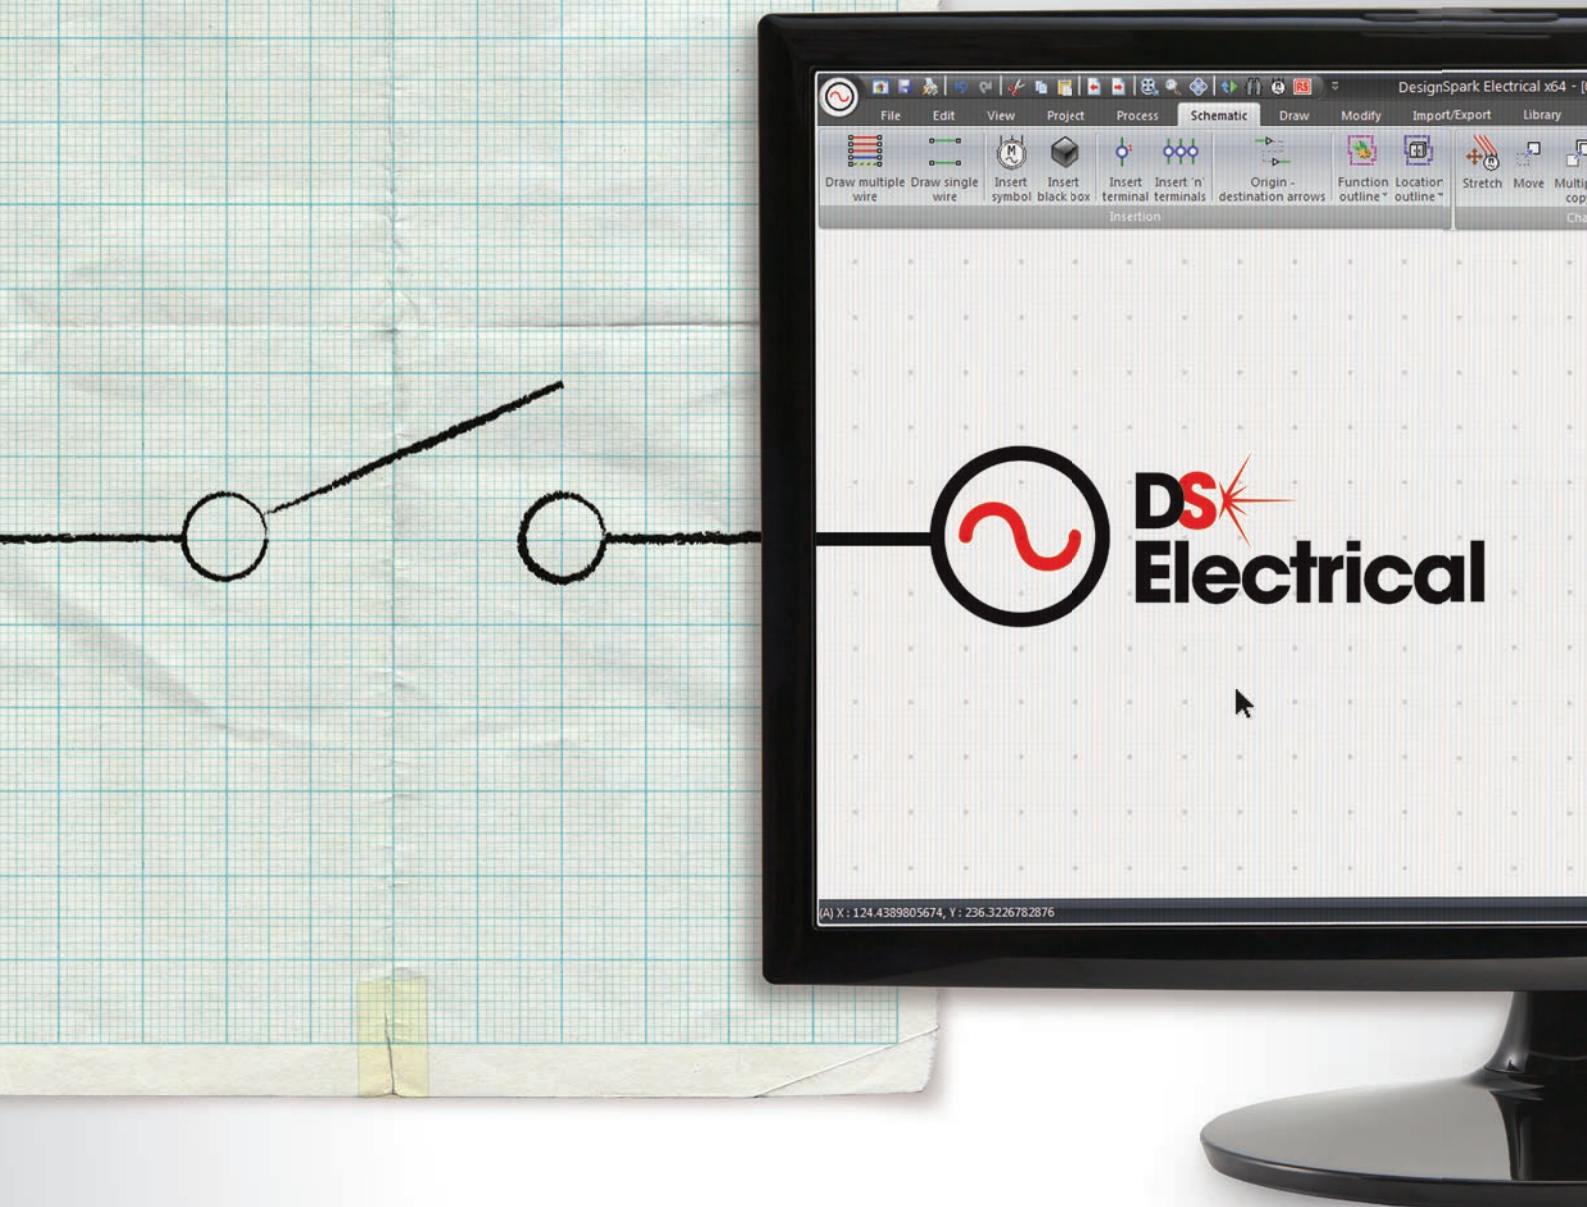 RS
DesignSpark Electrical x64 - [
File Edit View Project Process Schematic Draw Modify Import/Export Library
M
Draw multiple wire
Draw single wire
Insert symbol
Insert black box
Insert terminal
Insert 'n' terminals
Origin - destination arrows
Function outline
Location outline
Stretch
Move
Insertion
DS
Electrical
(A) X : 124.4389805674, Y : 236.3226782876